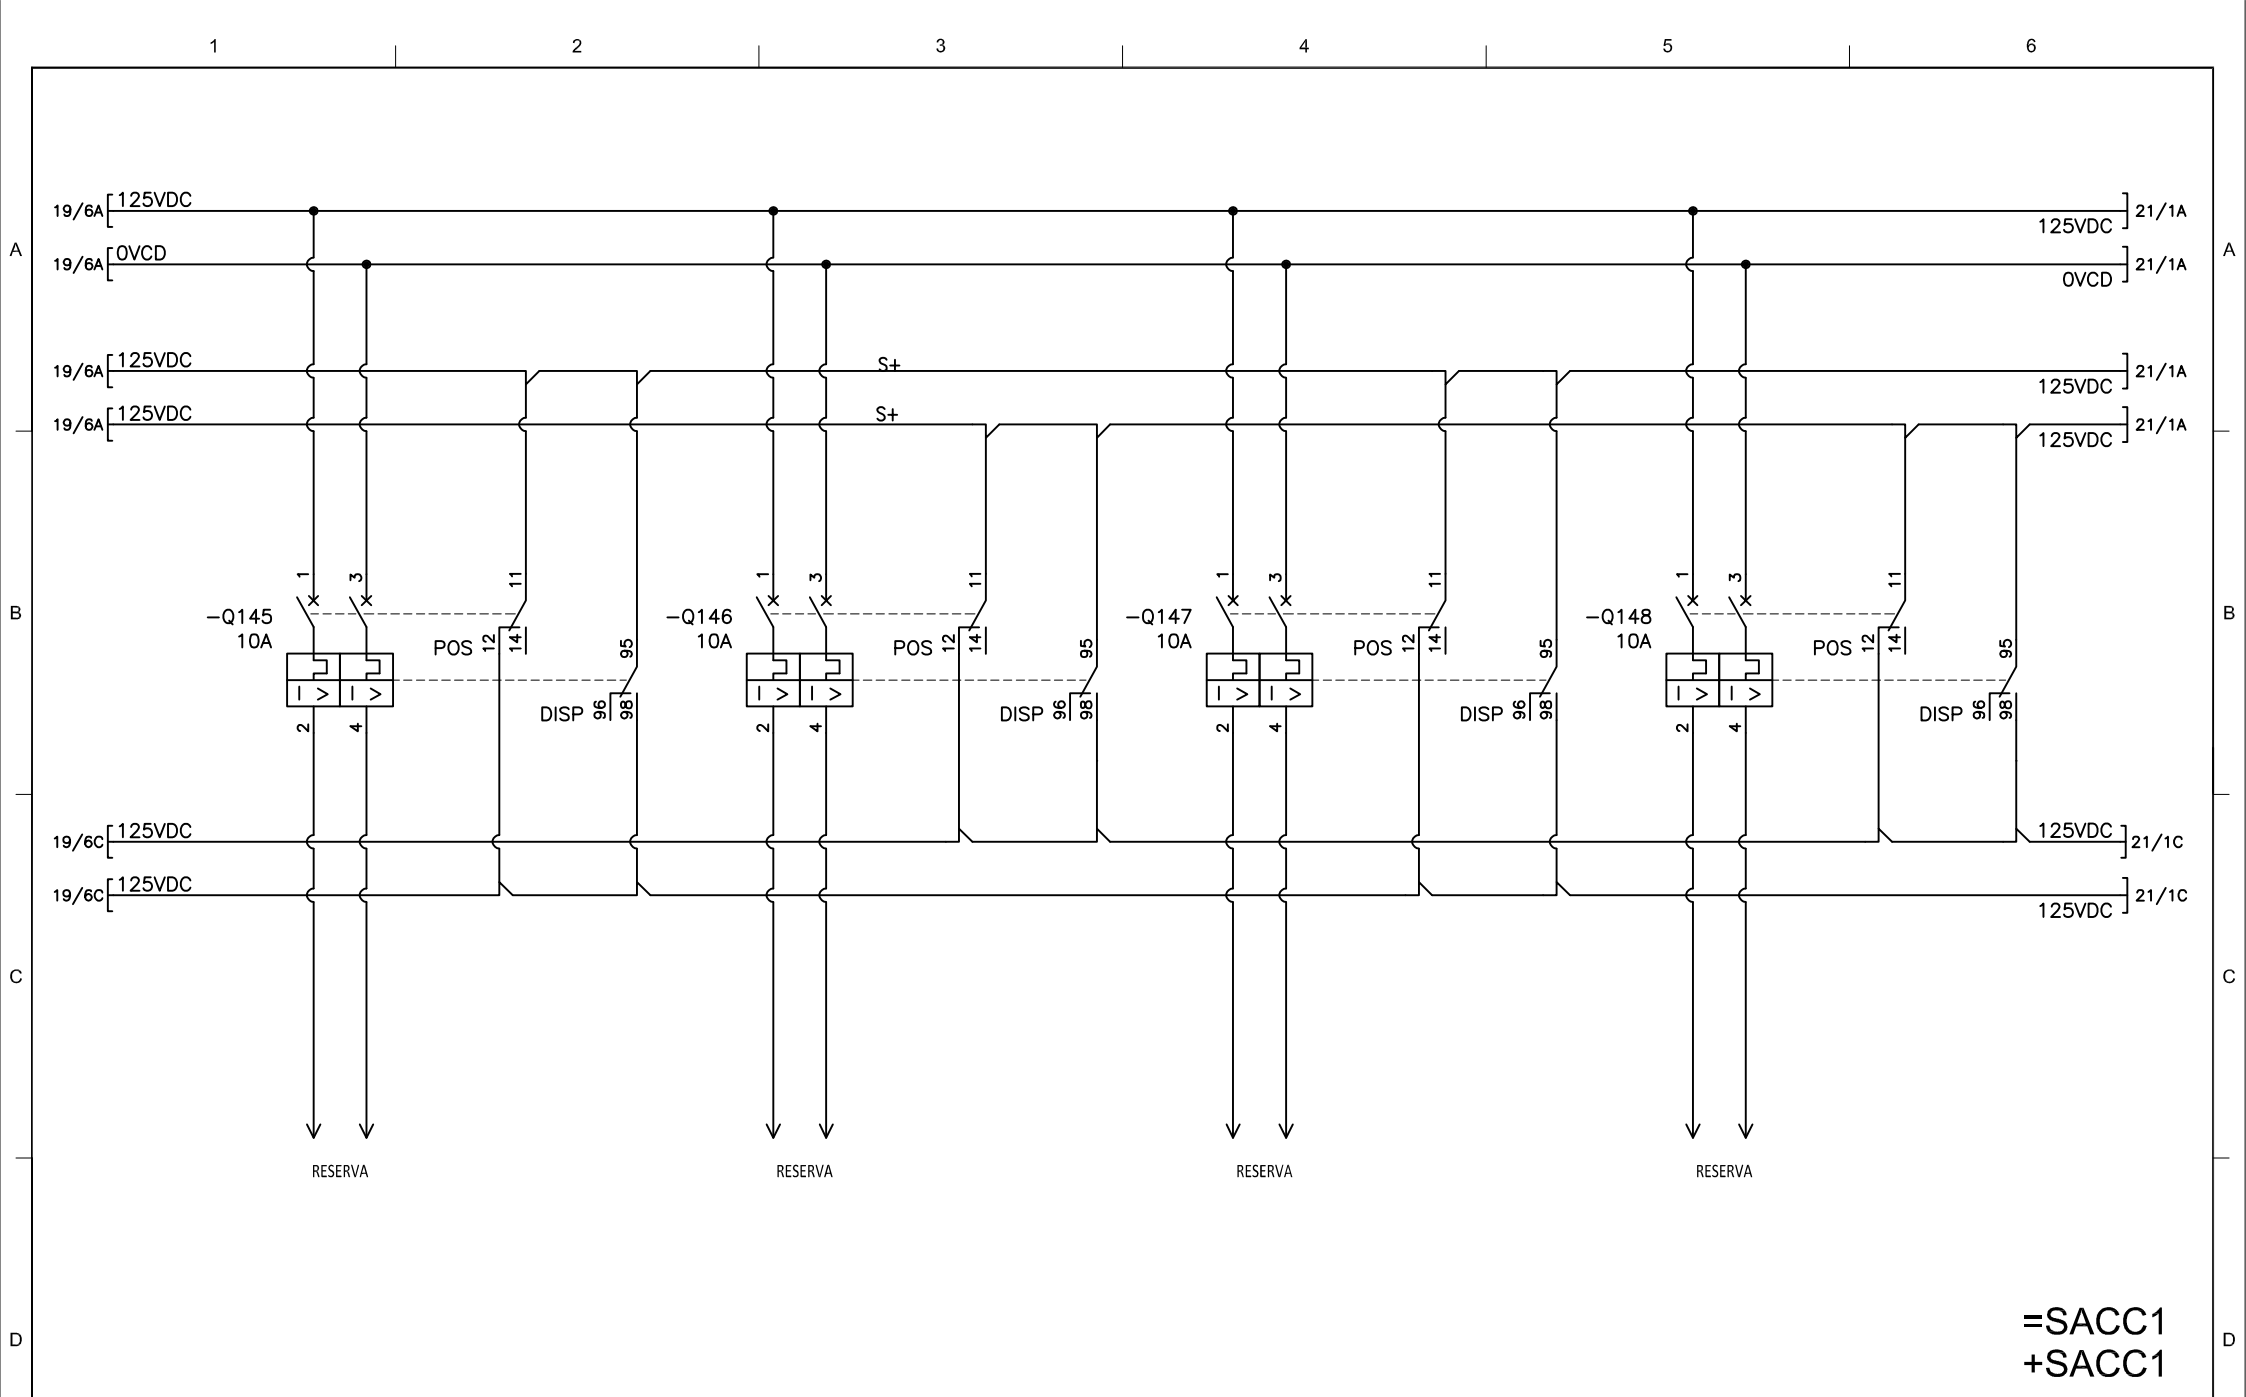 1 2 3 4 5 6
19/6A 125VDC 125VDC 21/1A
A 19/6A 0VCD 0VCD 21/1A A
19/6A 125VDC S+ 125VDC 21/1A
19/6A 125VDC S+ 125VDC 21/1A
1 3 11 1 3 11 1 3 11 1 3 11
B -Q145 -Q146 -Q147 -Q148 B
10A 10A 10A 10A
POS 12 14 95 POS 12 14 95 POS 12 14 95 POS 12 14 95
I > I > I > I > I > I > I > I >
DISP 96 98 DISP 96 98 DISP 96 98 DISP 96 98
2 4 2 4 2 4 2 4
19/6C 125VDC 125VDC 21/1C
19/6C 125VDC 125VDC 21/1C
C C
RESERVA RESERVA RESERVA RESERVA
=SACC1
D D
+SACC1